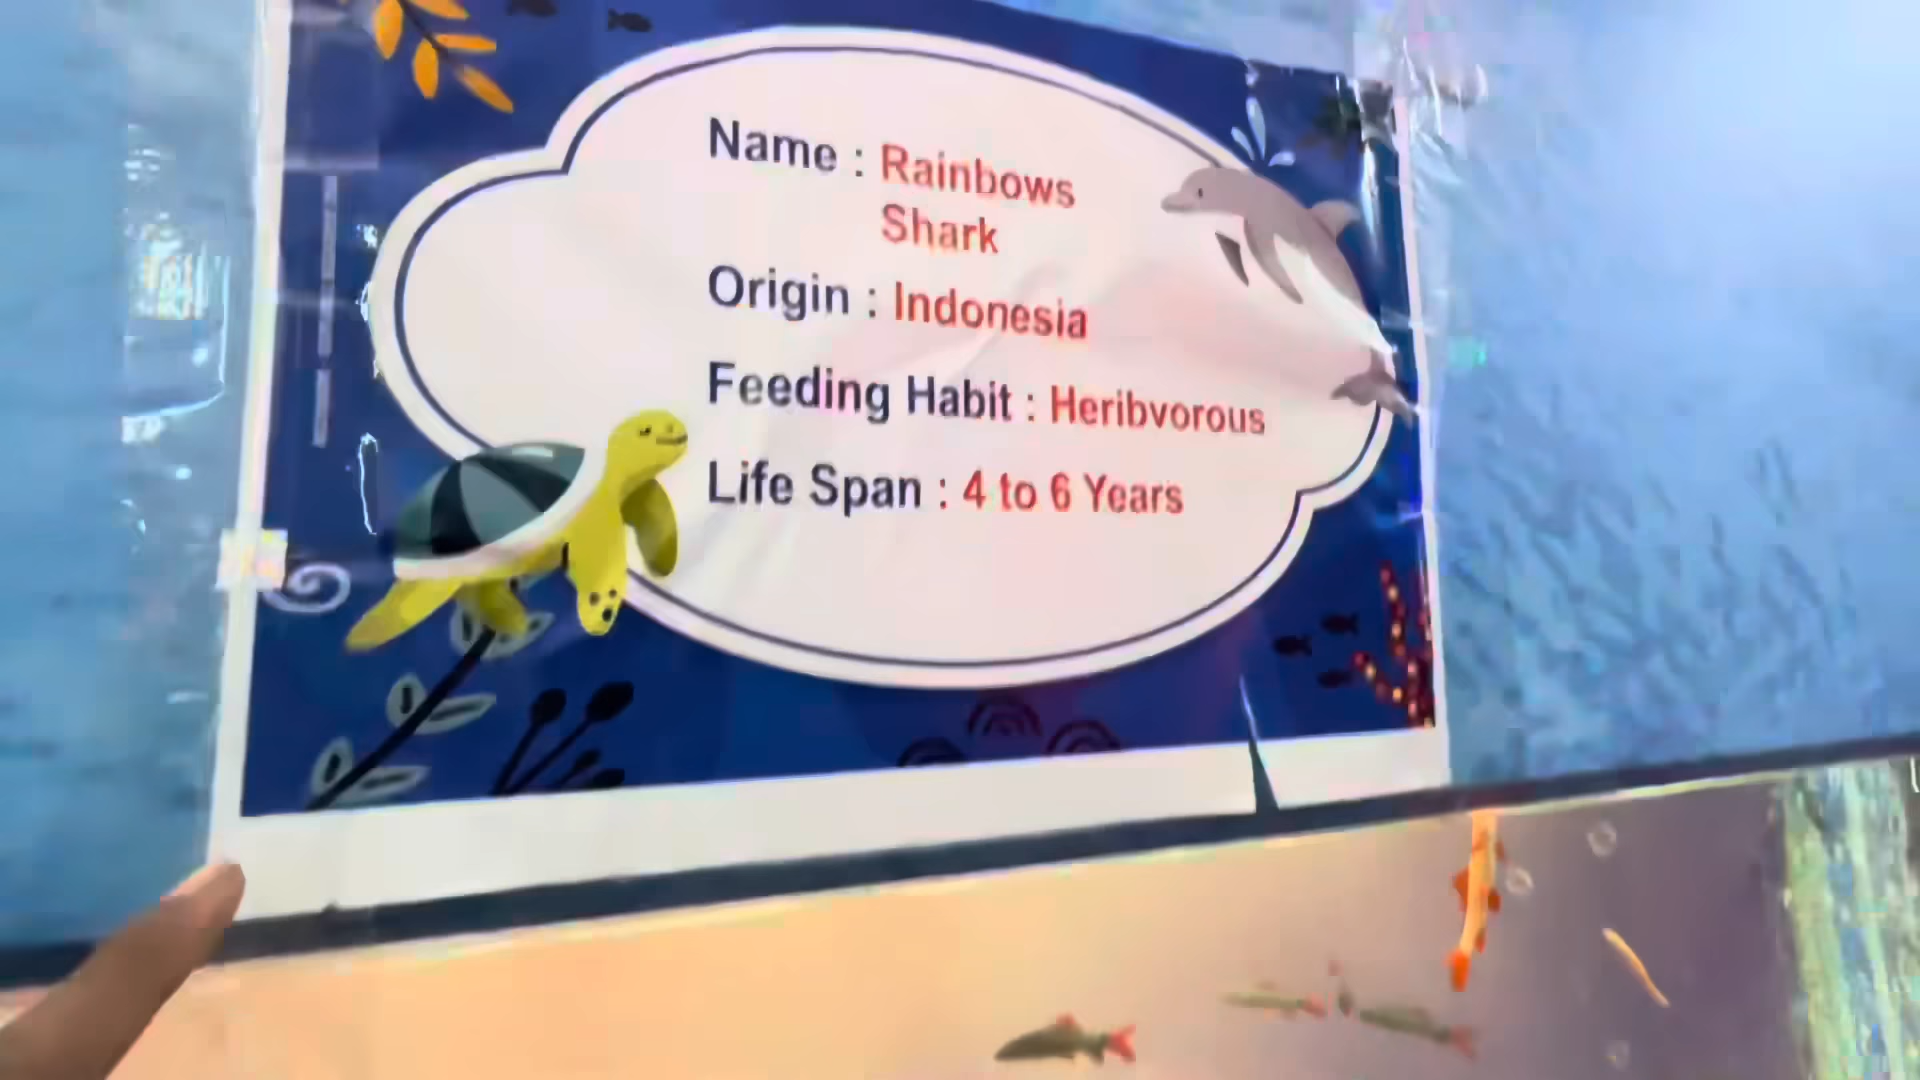 Name : Rainbows
Shark
Origin : Indonesia
Feeding Habit : Heribvorous
Life Span : 4 to 6 Years